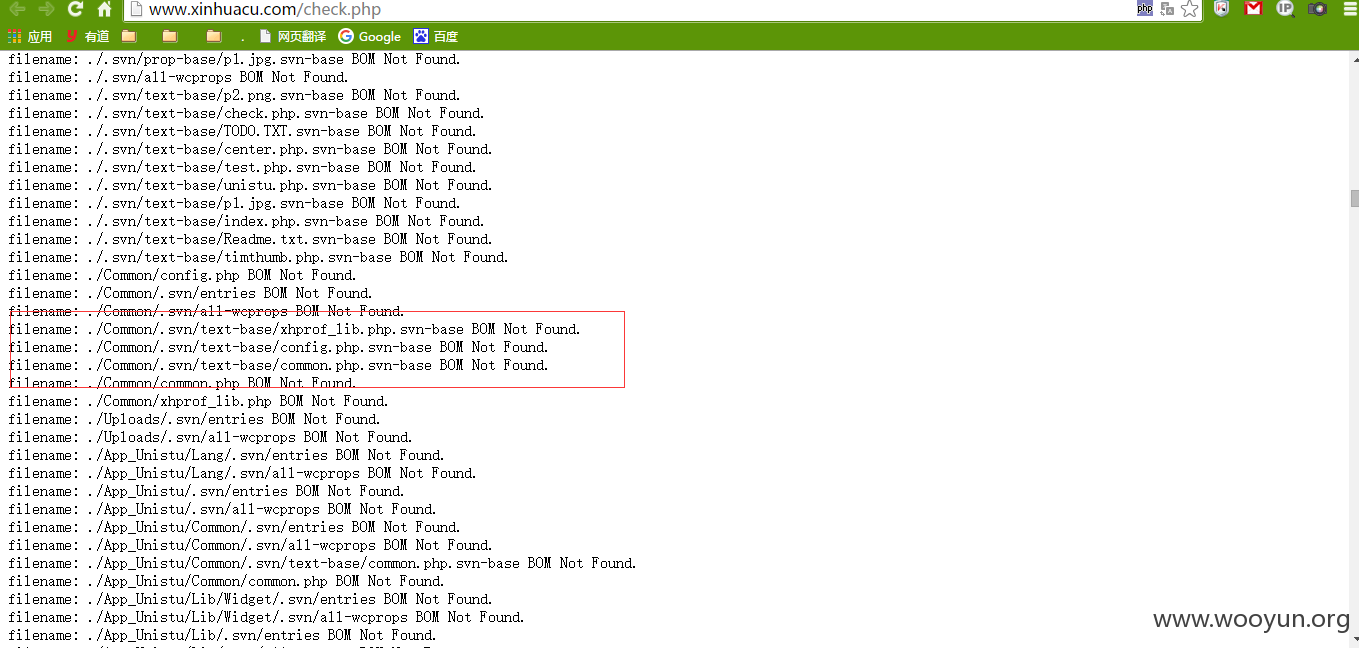 www.xinhuacu.com/check.php
php
IP
应用 有道 . 网页翻译 Google 百度
filename: ./.svn/prop-base/p1.jpg.svn-base BOM Not Found.
filename: ./.svn/all-wcprops BOM Not Found.
filename: ./.svn/text-base/p2.png.svn-base BOM Not Found.
filename: ./.svn/text-base/check.php.svn-base BOM Not Found.
filename: ./.svn/text-base/TODO.TXT.svn-base BOM Not Found.
filename: ./.svn/text-base/center.php.svn-base BOM Not Found.
filename: ./.svn/text-base/test.php.svn-base BOM Not Found.
filename: ./.svn/text-base/unistu.php.svn-base BOM Not Found.
filename: ./.svn/text-base/p1.jpg.svn-base BOM Not Found.
filename: ./.svn/text-base/index.php.svn-base BOM Not Found.
filename: ./.svn/text-base/Readme.txt.svn-base BOM Not Found.
filename: ./.svn/text-base/timthumb.php.svn-base BOM Not Found.
filename: ./Common/config.php BOM Not Found.
filename: ./Common/.svn/entries BOM Not Found.
filename: ./Common/.svn/all-wcprops BOM Not Found.
filename: ./Common/.svn/text-base/xhprof_lib.php.svn-base BOM Not Found.
filename: ./Common/.svn/text-base/config.php.svn-base BOM Not Found.
filename: ./Common/.svn/text-base/common.php.svn-base BOM Not Found.
filename: ./Common/common.php BOM Not Found.
filename: ./Common/xhprof_lib.php BOM Not Found.
filename: ./Uploads/.svn/entries BOM Not Found.
filename: ./Uploads/.svn/all-wcprops BOM Not Found.
filename: ./App_Unistu/Lang/.svn/entries BOM Not Found.
filename: ./App_Unistu/Lang/.svn/all-wcprops BOM Not Found.
filename: ./App_Unistu/.svn/entries BOM Not Found.
filename: ./App_Unistu/.svn/all-wcprops BOM Not Found.
filename: ./App_Unistu/Common/.svn/entries BOM Not Found.
filename: ./App_Unistu/Common/.svn/all-wcprops BOM Not Found.
filename: ./App_Unistu/Common/.svn/text-base/common.php.svn-base BOM Not Found.
filename: ./App_Unistu/Common/common.php BOM Not Found.
filename: ./App_Unistu/Lib/Widget/.svn/entries BOM Not Found.
filename: ./App_Unistu/Lib/Widget/.svn/all-wcprops BOM Not Found.
filename: ./App_Unistu/Lib/.svn/entries BOM Not Found.
www.wooyun.org